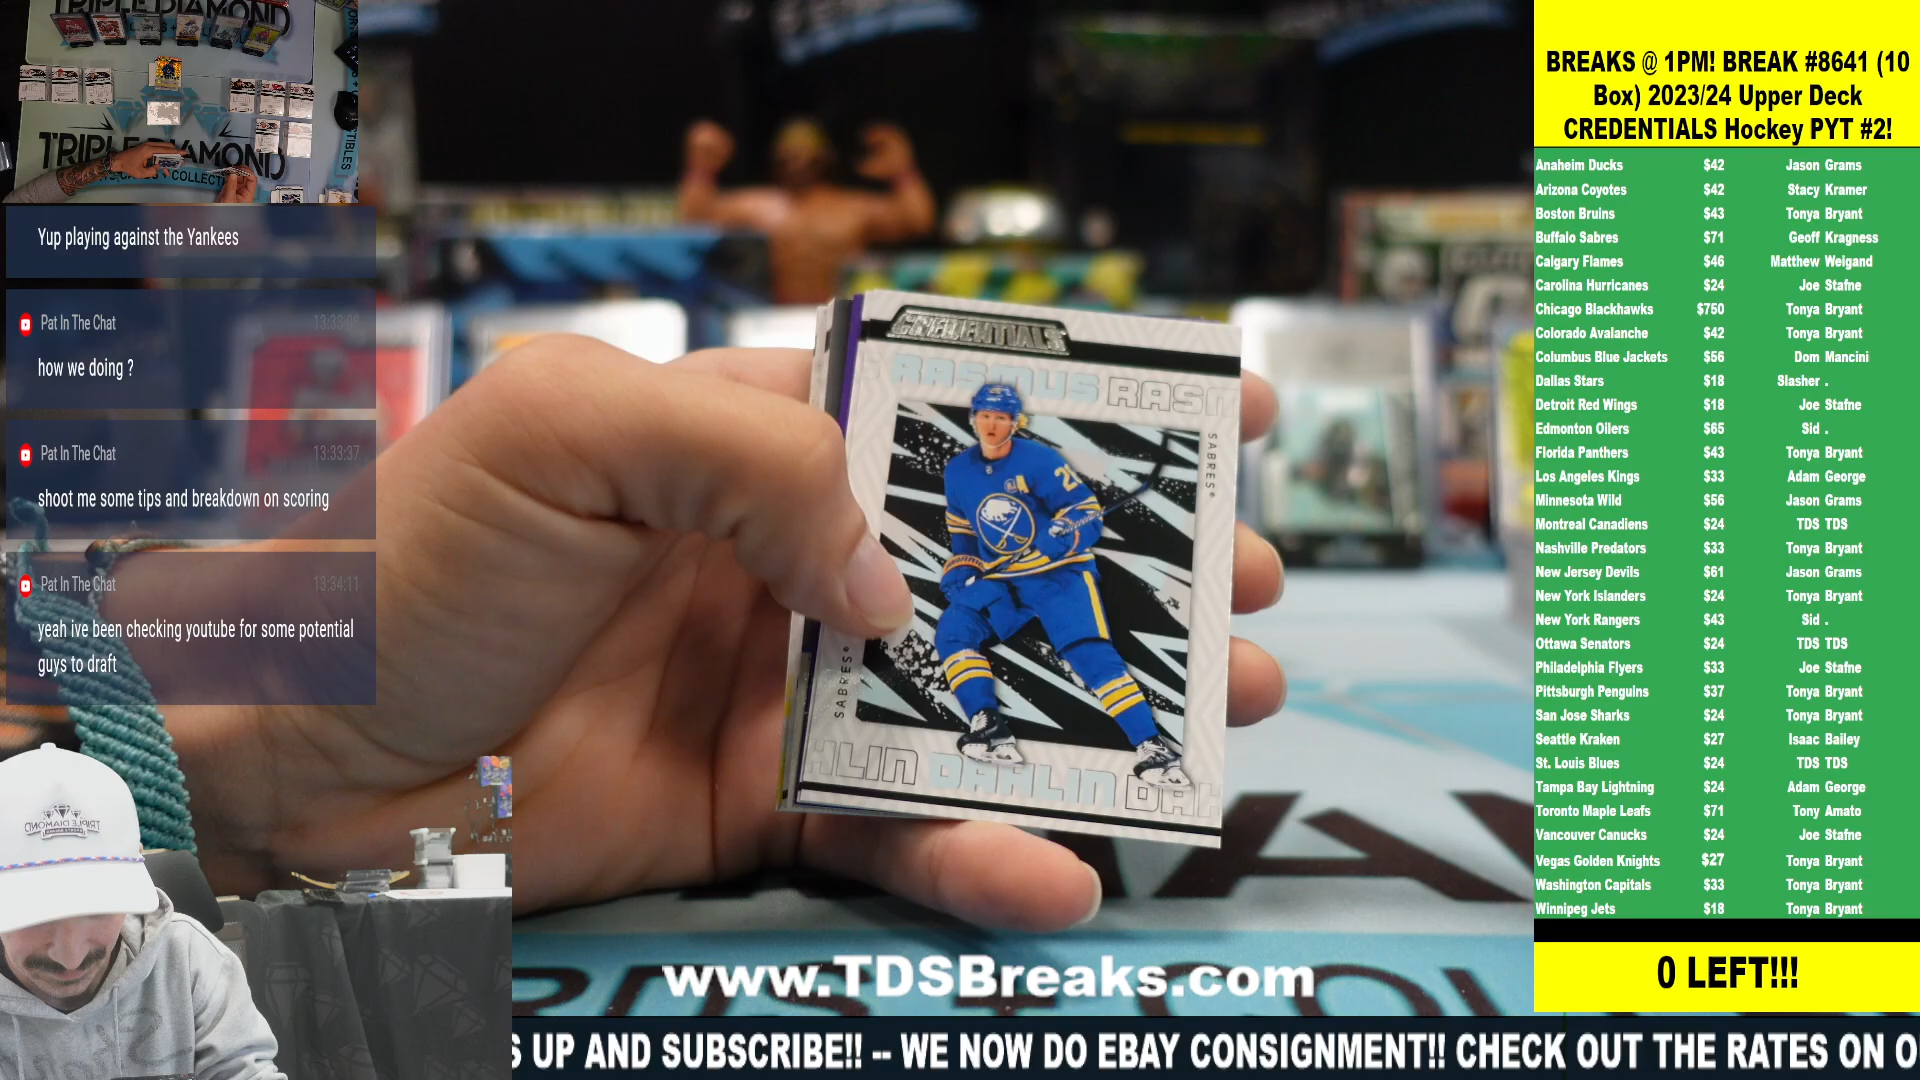 TRIPLE DIAMOND
TRIPLE DIAMOND
Yup playing against the Yankees
Pat In The Chat
how we doing ?
Pat In The Chat 13:33:37
shoot me some tips and breakdown on scoring
Pat In The Chat 13:34:11
yeah ive been checking youtube for some potential
guys to draft
CREDENTIALS
RASMUS RASM
SABRES
SABRES
HLIN DAHLIN DAH
www.TDSBreaks.com
S UP AND SUBSCRIBE!! -- WE NOW DO EBAY CONSIGNMENT!! CHECK OUT THE RATES ON O
BREAKS @ 1PM! BREAK #8641 (10
Box) 2023/24 Upper Deck
CREDENTIALS Hockey PYT #2!
Anaheim Ducks $42 Jason Grams
Arizona Coyotes $42 Stacy Kramer
Boston Bruins $43 Tonya Bryant
Buffalo Sabres $71 Geoff Kragness
Calgary Flames $46 Matthew Weigand
Carolina Hurricanes $24 Joe Stafne
Chicago Blackhawks $750 Tonya Bryant
Colorado Avalanche $42 Tonya Bryant
Columbus Blue Jackets $56 Dom Mancini
Dallas Stars $18 Slasher .
Detroit Red Wings $18 Joe Stafne
Edmonton Oilers $65 Sid .
Florida Panthers $43 Tonya Bryant
Los Angeles Kings $33 Adam George
Minnesota Wild $56 Jason Grams
Montreal Canadiens $24 TDS TDS
Nashville Predators $33 Tonya Bryant
New Jersey Devils $61 Jason Grams
New York Islanders $24 Tonya Bryant
New York Rangers $43 Sid .
Ottawa Senators $24 TDS TDS
Philadelphia Flyers $33 Joe Stafne
Pittsburgh Penguins $37 Tonya Bryant
San Jose Sharks $24 Tonya Bryant
Seattle Kraken $27 Isaac Bailey
St. Louis Blues $24 TDS TDS
Tampa Bay Lightning $24 Adam George
Toronto Maple Leafs $71 Tony Amato
Vancouver Canucks $24 Joe Stafne
Vegas Golden Knights $27 Tonya Bryant
Washington Capitals $33 Tonya Bryant
Winnipeg Jets $18 Tonya Bryant
0 LEFT!!!